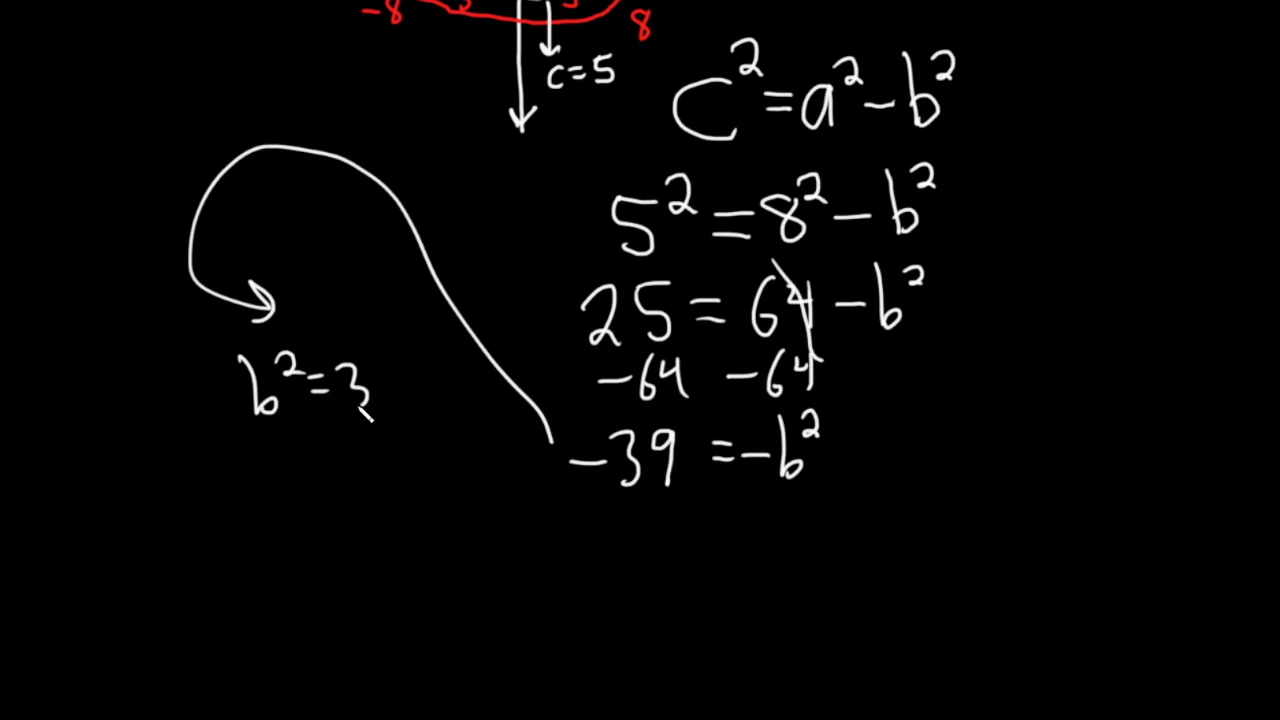 -8 8
c=5
c²=a²-b²
5²=8²-b²
25=64-b²
-64 -64
-39=-b²
b²=3